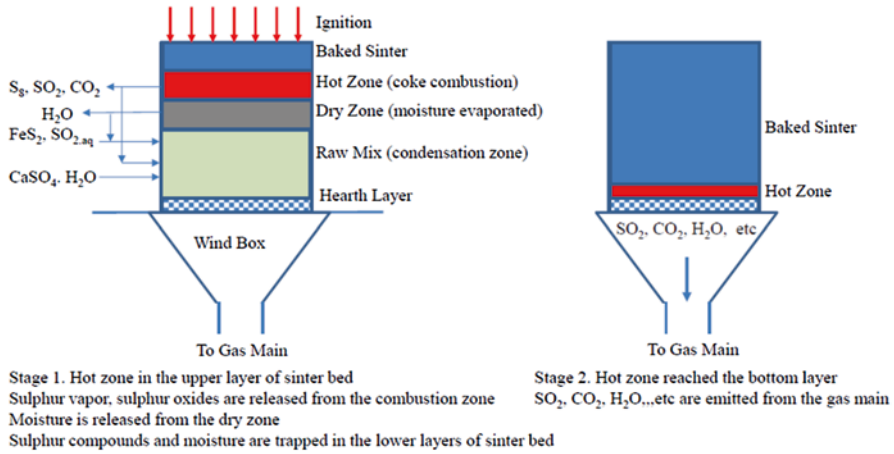 Ignition
Baked Sinter
Hot Zone (coke combustion)
Dry Zone (moisture evaporated)
Raw Mix (condensation zone)
Hearth Layer
S₈, SO₂, CO₂
H₂O
FeS₂, SO₂.aq
CaSO₄. H₂O
Wind Box
To Gas Main
Baked Sinter
Hot Zone
SO₂, CO₂, H₂O, etc
To Gas Main
Stage 1. Hot zone in the upper layer of sinter bed
Sulphur vapor, sulphur oxides are released from the combustion zone
Moisture is released from the dry zone
Sulphur compounds and moisture are trapped in the lower layers of sinter bed
Stage 2. Hot zone reached the bottom layer
SO₂, CO₂, H₂O,..etc are emitted from the gas main